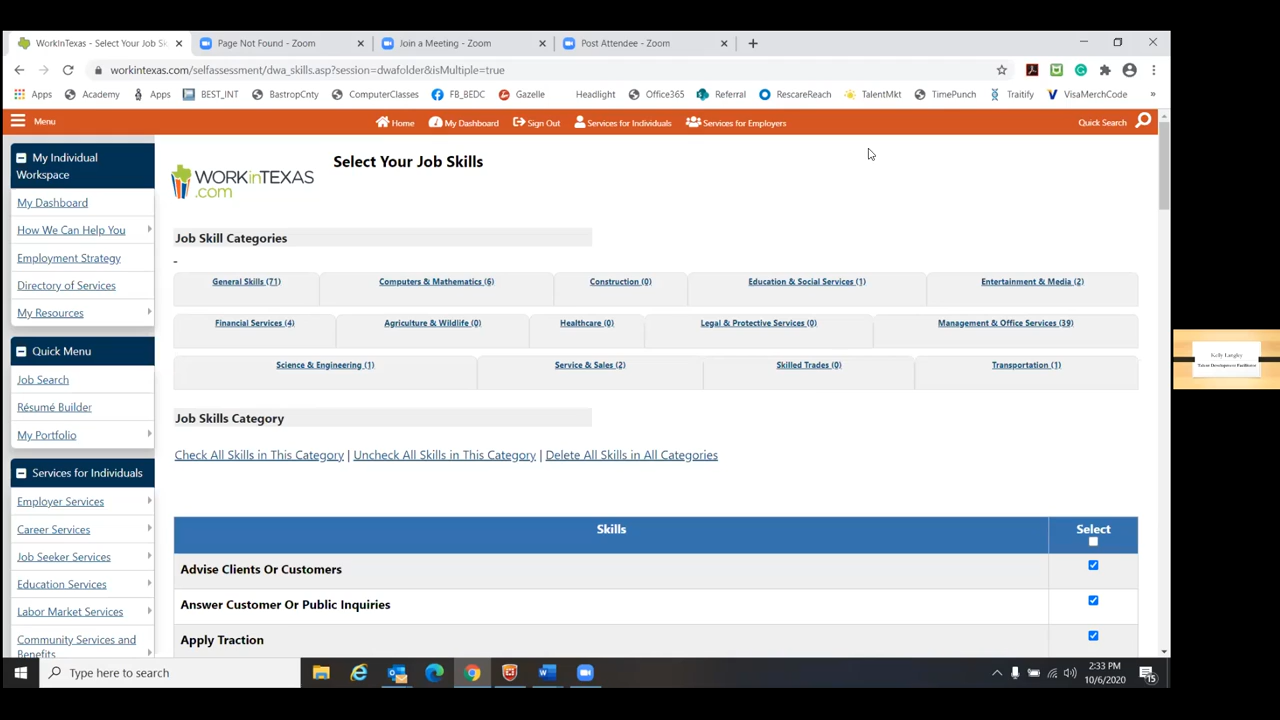 WorkInTexas - Select Your Job Sk
Page Not Found - Zoom
Join a Meeting - Zoom
Post Attendee - Zoom
workintexas.com/selfassessment/dwa_skills.asp?session=dwafolder&isMultiple=true
Apps Academy Apps BEST_INT BastropCnty ComputerClasses FB_BEDC Gazelle Headlight Office365 Referral RescareReach TalentMkt TimePunch Traitify VisaMerchCode »
Menu Home My Dashboard Sign Out Services for Individuals Services for Employers Quick Search
My Individual
Workspace
My Dashboard
How We Can Help You
Employment Strategy
Directory of Services
My Resources
Quick Menu
Job Search
Résumé Builder
My Portfolio
Services for Individuals
Employer Services
Career Services
Job Seeker Services
Education Services
Labor Market Services
Community Services and
Benefits
WORKinTEXAS
.com
Select Your Job Skills
Job Skill Categories
-
General Skills (71) Computers & Mathematics (6) Construction (0) Education & Social Services (1) Entertainment & Media (2)
Financial Services (4) Agriculture & Wildlife (0) Healthcare (0) Legal & Protective Services (0) Management & Office Services (39)
Science & Engineering (1) Service & Sales (2) Skilled Trades (0) Transportation (1)
Job Skills Category
Check All Skills in This Category | Uncheck All Skills in This Category | Delete All Skills in All Categories
Skills Select
Advise Clients Or Customers
Answer Customer Or Public Inquiries
Apply Traction
Kelly Langley
Talent Development Facilitator
Type here to search
2:33 PM
10/6/2020
15